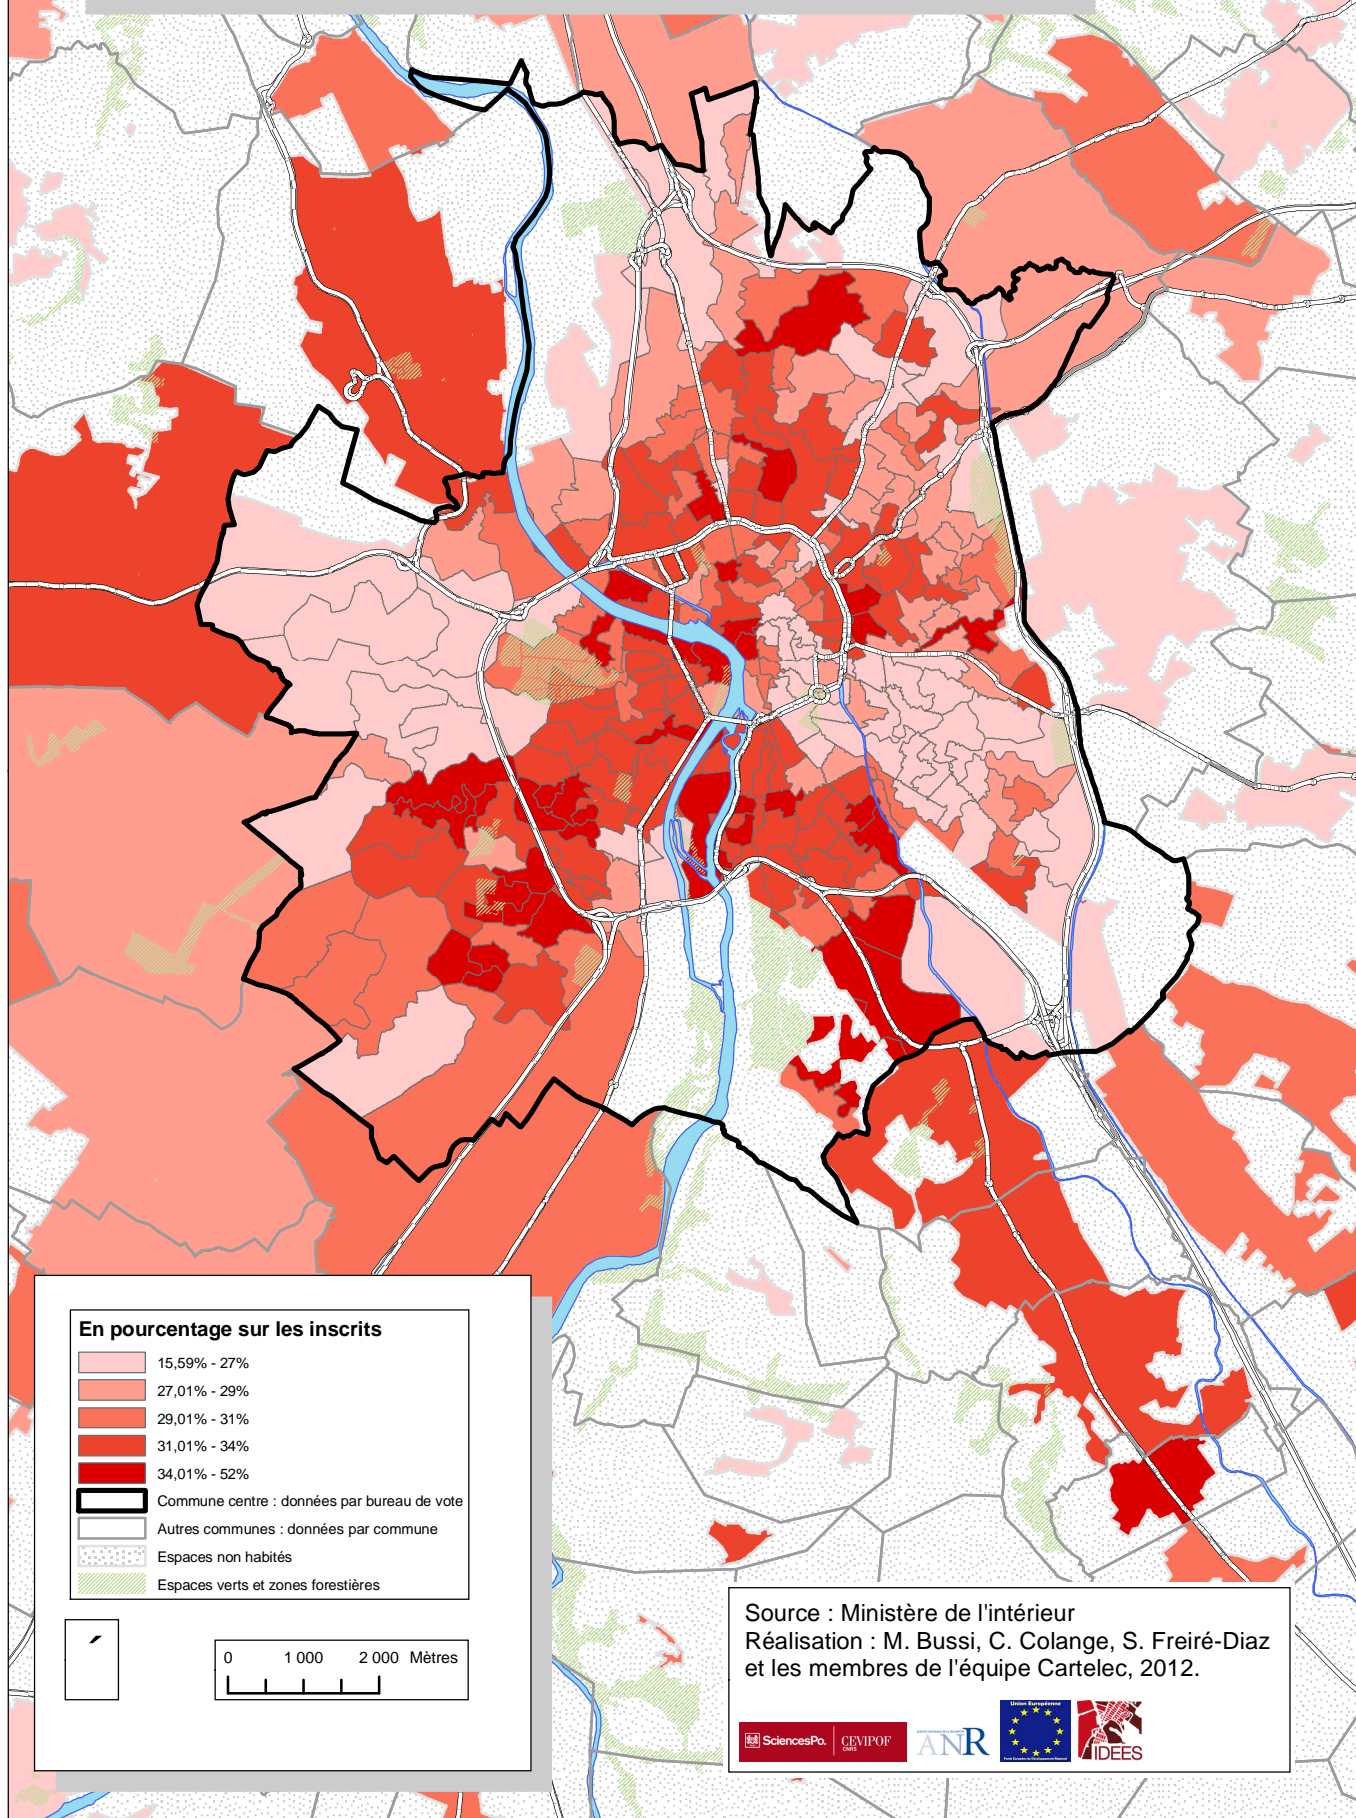 En pourcentage sur les inscrits
15,59% - 27%
27,01% - 29%
29,01% - 31%
31,01% - 34%
34,01% - 52%
Commune centre : données par bureau de vote
Autres communes : données par commune
Espaces non habités
Espaces verts et zones forestières
0 1 000 2 000 Mètres
Source : Ministère de l'intérieur
Réalisation : M. Bussi, C. Colange, S. Freiré-Diaz
et les membres de l'équipe Cartelec, 2012.
SciencesPo. CEVIPOF
CNRS
ANR
Union Européenne
IDEES